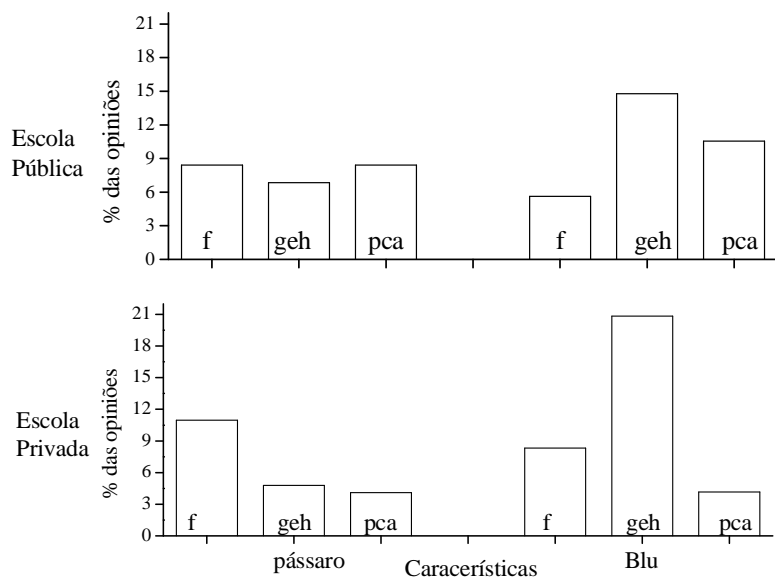 21
18
15
12
9
6
3
0
% das opiniões
Escola
Pública
f geh pca f geh pca
21
18
15
12
9
6
3
0
% das opiniões
Escola
Privada
f geh pca f geh pca
pássaro Caracerísticas Blu